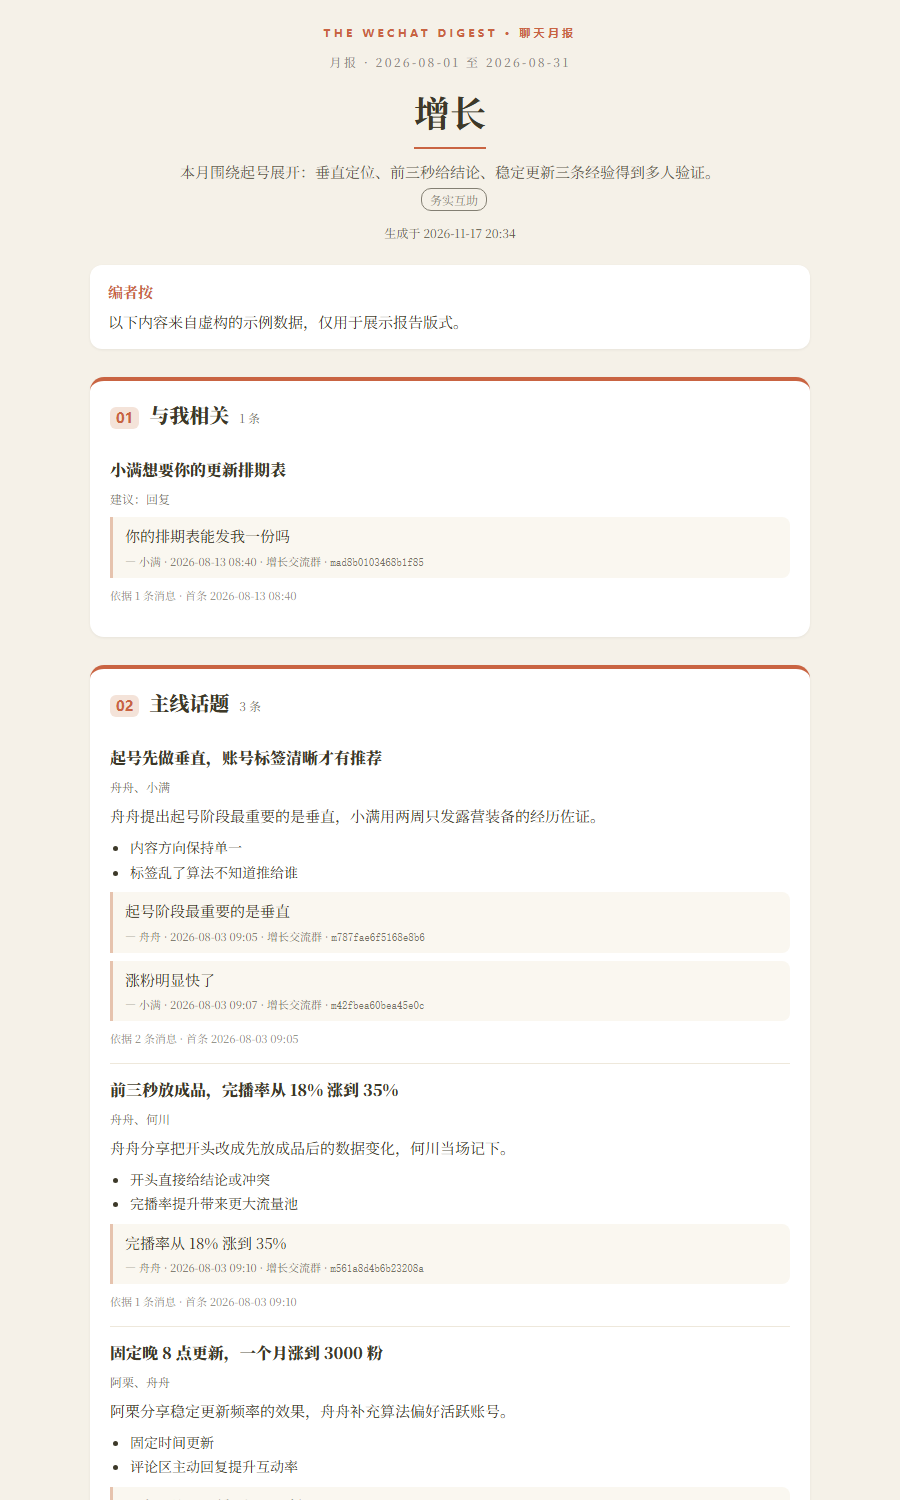 THE WECHAT DIGEST • 聊天月报
月报 · 2026-08-01 至 2026-08-31
增长
本月围绕起号展开：垂直定位、前三秒给结论、稳定更新三条经验得到多人验证。
务实互助
生成于 2026-11-17 20:34
编者按
以下内容来自虚构的示例数据，仅用于展示报告版式。
01 与我相关 1 条
小满想要你的更新排期表
建议：回复
你的排期表能发我一份吗
— 小满 · 2026-08-13 08:40 · 增长交流群 · mad8b0103468b1f85
依据 1 条消息 · 首条 2026-08-13 08:40
02 主线话题 3 条
起号先做垂直，账号标签清晰才有推荐
舟舟、小满
舟舟提出起号阶段最重要的是垂直，小满用两周只发露营装备的经历佐证。
• 内容方向保持单一
• 标签乱了算法不知道推给谁
起号阶段最重要的是垂直
— 舟舟 · 2026-08-03 09:05 · 增长交流群 · m787fae6f5168e8b6
涨粉明显快了
— 小满 · 2026-08-03 09:07 · 增长交流群 · m42fbea60bea45e0c
依据 2 条消息 · 首条 2026-08-03 09:05
前三秒放成品，完播率从 18% 涨到 35%
舟舟、何川
舟舟分享把开头改成先放成品后的数据变化，何川当场记下。
• 开头直接给结论或冲突
• 完播率提升带来更大流量池
完播率从 18% 涨到 35%
— 舟舟 · 2026-08-03 09:10 · 增长交流群 · m561a8d4b6b23208a
依据 1 条消息 · 首条 2026-08-03 09:10
固定晚 8 点更新，一个月涨到 3000 粉
阿栗、舟舟
阿栗分享稳定更新频率的效果，舟舟补充算法偏好活跃账号。
• 固定时间更新
• 评论区主动回复提升互动率